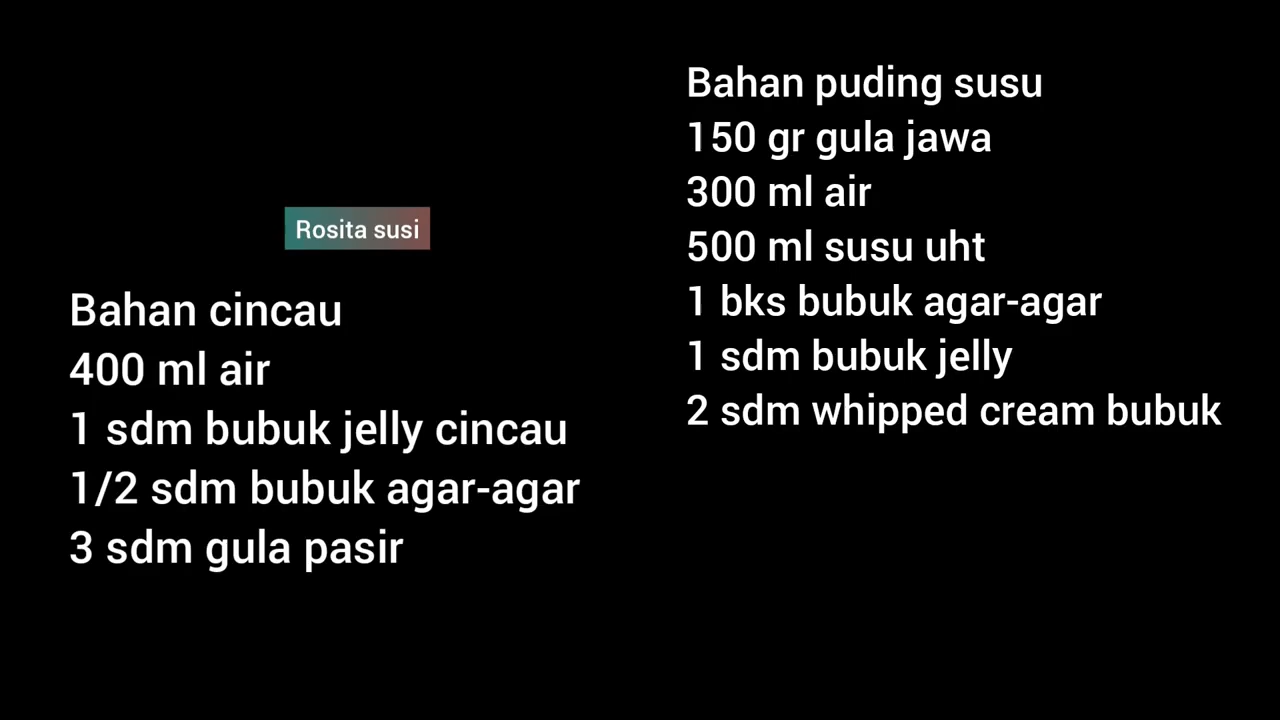 Rosita susi
Bahan cincau
400 ml air
1 sdm bubuk jelly cincau
1/2 sdm bubuk agar-agar
3 sdm gula pasir
Bahan puding susu
150 gr gula jawa
300 ml air
500 ml susu uht
1 bks bubuk agar-agar
1 sdm bubuk jelly
2 sdm whipped cream bubuk